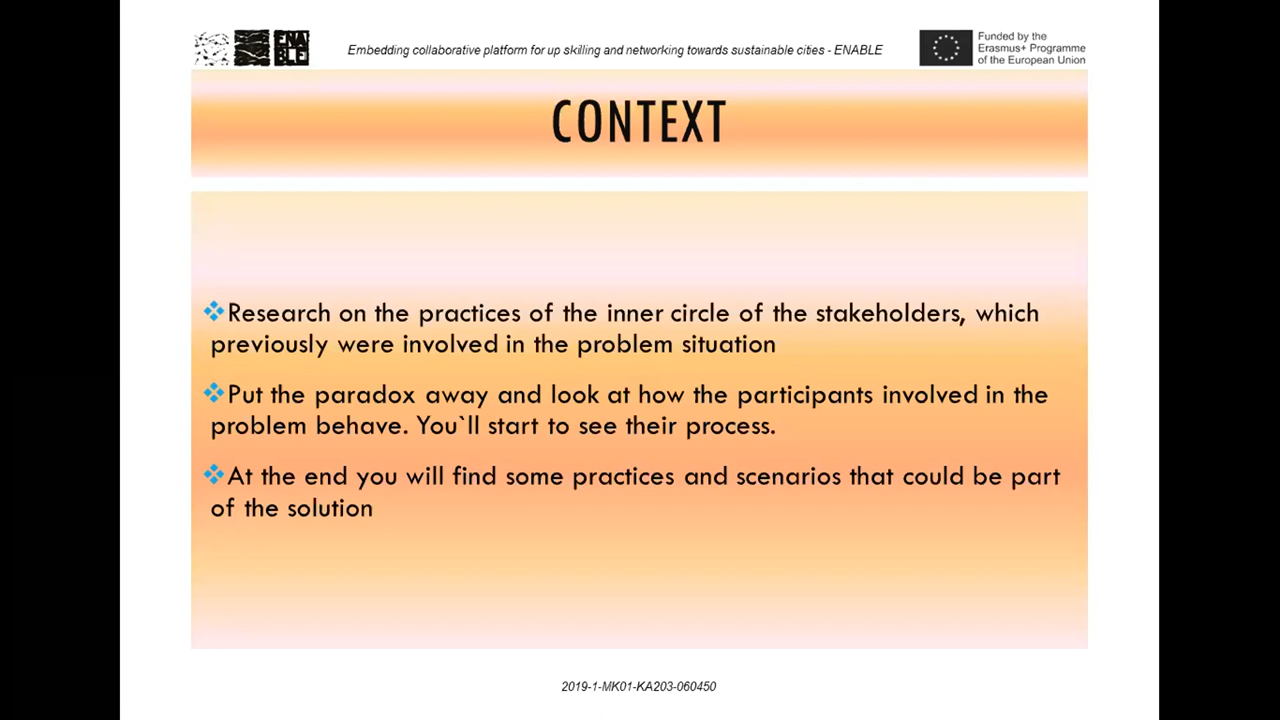 ENA
BLE
Embedding collaborative platform for up skilling and networking towards sustainable cities - ENABLE
Funded by the
Erasmus+ Programme
of the European Union
CONTEXT
Research on the practices of the inner circle of the stakeholders, which
previously were involved in the problem situation
Put the paradox away and look at how the participants involved in the
problem behave. You`ll start to see their process.
At the end you will find some practices and scenarios that could be part
of the solution
2019-1-MK01-KA203-060450